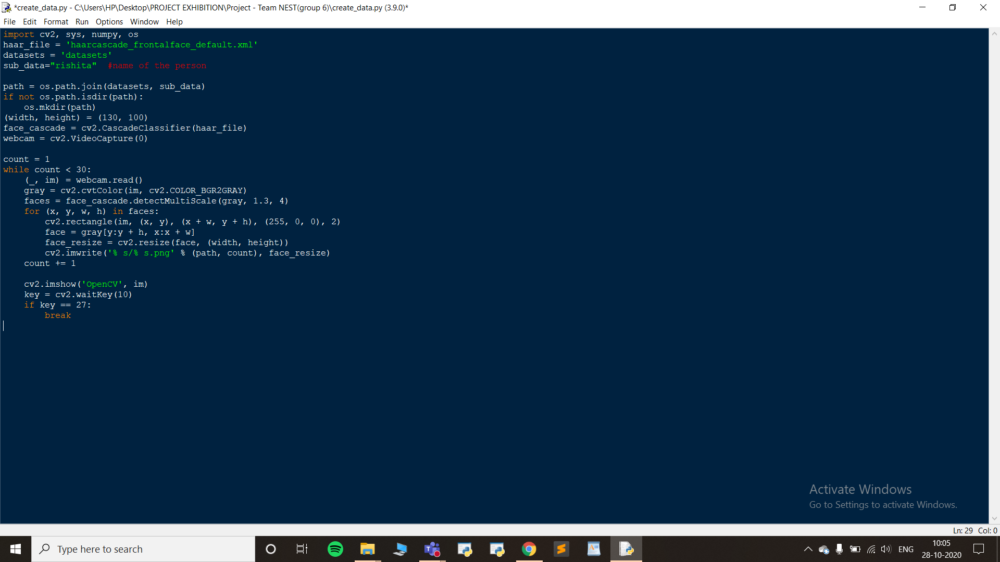 *create_data.py - C:\Users\HP\Desktop\PROJECT EXHIBITION\Project - Team NEST(group 6)\create_data.py (3.9.0)*
File Edit Format Run Options Window Help
import cv2, sys, numpy, os
haar_file = 'haarcascade_frontalface_default.xml'
datasets = 'datasets'
sub_data="rishita"  #name of the person
path = os.path.join(datasets, sub_data)
if not os.path.isdir(path):
    os.mkdir(path)
(width, height) = (130, 100)
face_cascade = cv2.CascadeClassifier(haar_file)
webcam = cv2.VideoCapture(0)
count = 1
while count < 30:
    (_, im) = webcam.read()
    gray = cv2.cvtColor(im, cv2.COLOR_BGR2GRAY)
    faces = face_cascade.detectMultiScale(gray, 1.3, 4)
    for (x, y, w, h) in faces:
        cv2.rectangle(im, (x, y), (x + w, y + h), (255, 0, 0), 2)
        face = gray[y:y + h, x:x + w]
        face_resize = cv2.resize(face, (width, height))
        cv2.imwrite('% s/% s.png' % (path, count), face_resize)
    count += 1
    cv2.imshow('OpenCV', im)
    key = cv2.waitKey(10)
    if key == 27:
        break
Activate Windows
Go to Settings to activate Windows.
Ln: 29 Col: 0
Type here to search
ENG
10:05
28-10-2020